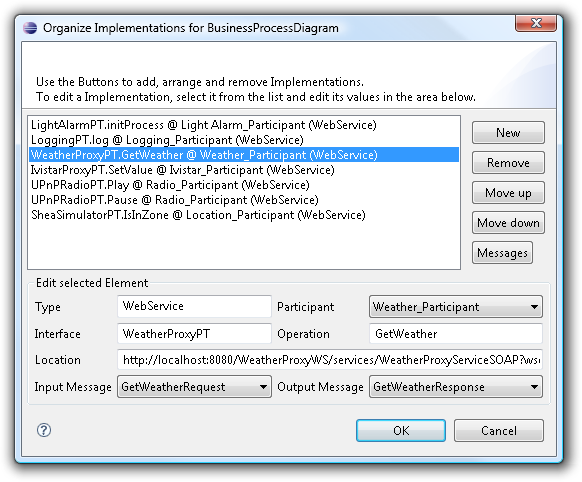 Organize Implementations for BusinessProcessDiagram
Use the Buttons to add, arrange and remove Implementations.
To edit a Implementation, select it from the list and edit its values in the area below.
LightAlarmPT.initProcess @ Light Alarm_Participant (WebService)
LoggingPT.log @ Logging_Participant (WebService)
WeatherProxyPT.GetWeather @ Weather_Participant (WebService)
IvistarProxyPT.SetValue @ Ivistar_Participant (WebService)
UPnPRadioPT.Play @ Radio_Participant (WebService)
UPnPRadioPT.Pause @ Radio_Participant (WebService)
SheaSimulatorPT.IsInZone @ Location_Participant (WebService)
New
Remove
Move up
Move down
Messages
Edit selected Element
Type WebService Participant Weather_Participant
Interface WeatherProxyPT Operation GetWeather
Location http://localhost:8080/WeatherProxyWS/services/WeatherProxyServiceSOAP?wsd
Input Message GetWeatherRequest Output Message GetWeatherResponse
? OK Cancel